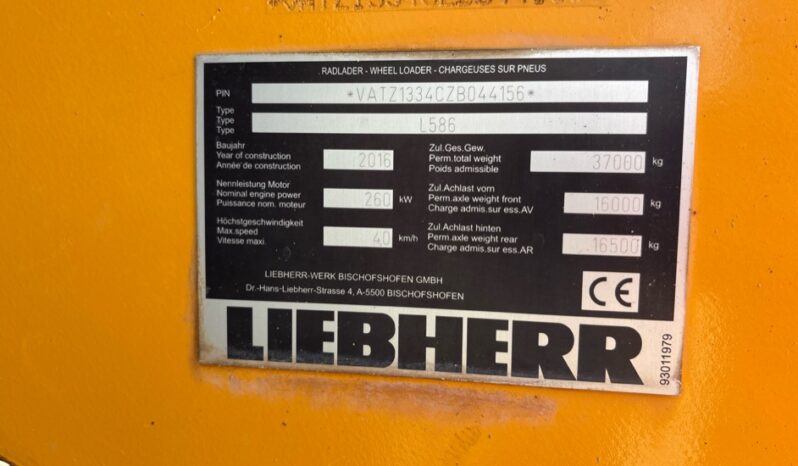 RADLADER - WHEEL LOADER - CHARGEUSES SUR PNEUS
PIN *VATZ1334CZB044156*
Type
Type L586
Type
Baujahr
Year of construction 2016
Année de construction
Nennleistung Motor
Nominal engine power 260 kW
Puissance nom. moteur
Höchstgeschwindigkeit
Max.speed 40 km/h
Vitesse maxi.
Zul.Ges.Gew.
Perm.total weight 37000 kg
Poids admissible
Zul.Achlast vorn
Perm.axle weight front 16000 kg
Charge admis.sur ess.AV
Zul.Achlast hinten
Perm.axle weight rear 16500 kg
Charge admis.sur ess.AR
LIEBHERR-WERK BISCHOFSHOFEN GMBH
Dr.-Hans-Liebherr-Strasse 4, A-5500 BISCHOFSHOFEN
CE
LIEBHERR
93011979